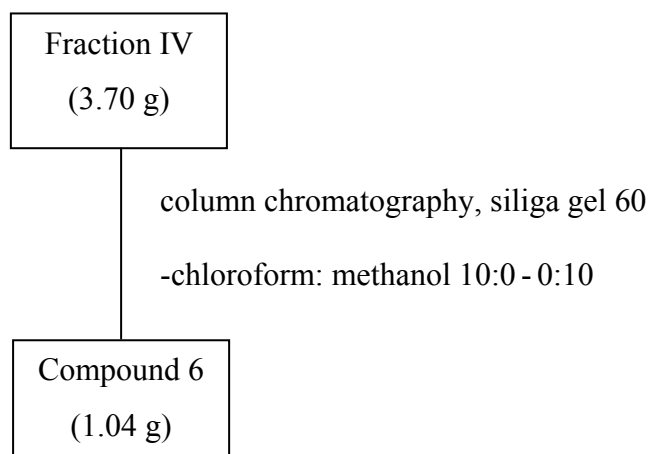 Fraction IV
(3.70 g)
column chromatography, siliga gel 60
-chloroform: methanol 10:0 - 0:10
Compound 6
(1.04 g)